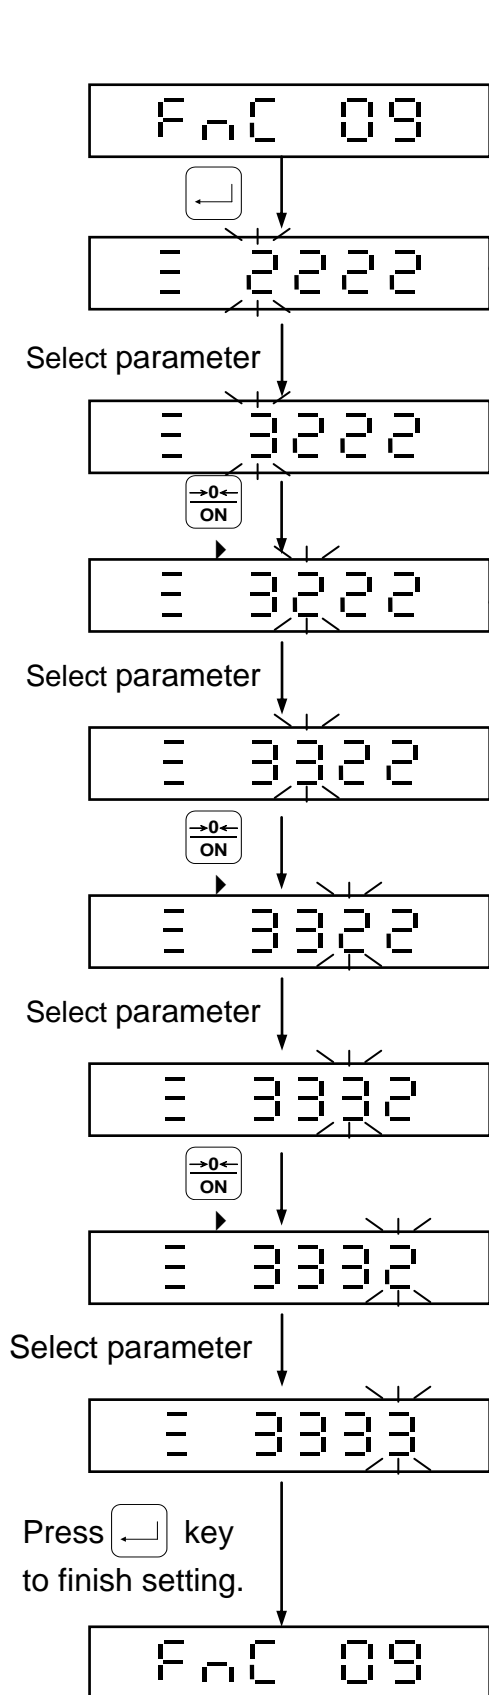 FnC 09
↵
≡ 2222
Select parameter
≡ 3222
→0←
ON
≡ 3222
Select parameter
≡ 3322
→0←
ON
≡ 3322
Select parameter
≡ 3332
→0←
ON
≡ 3332
Select parameter
≡ 3333
Press ↵ key
to finish setting.
FnC 09